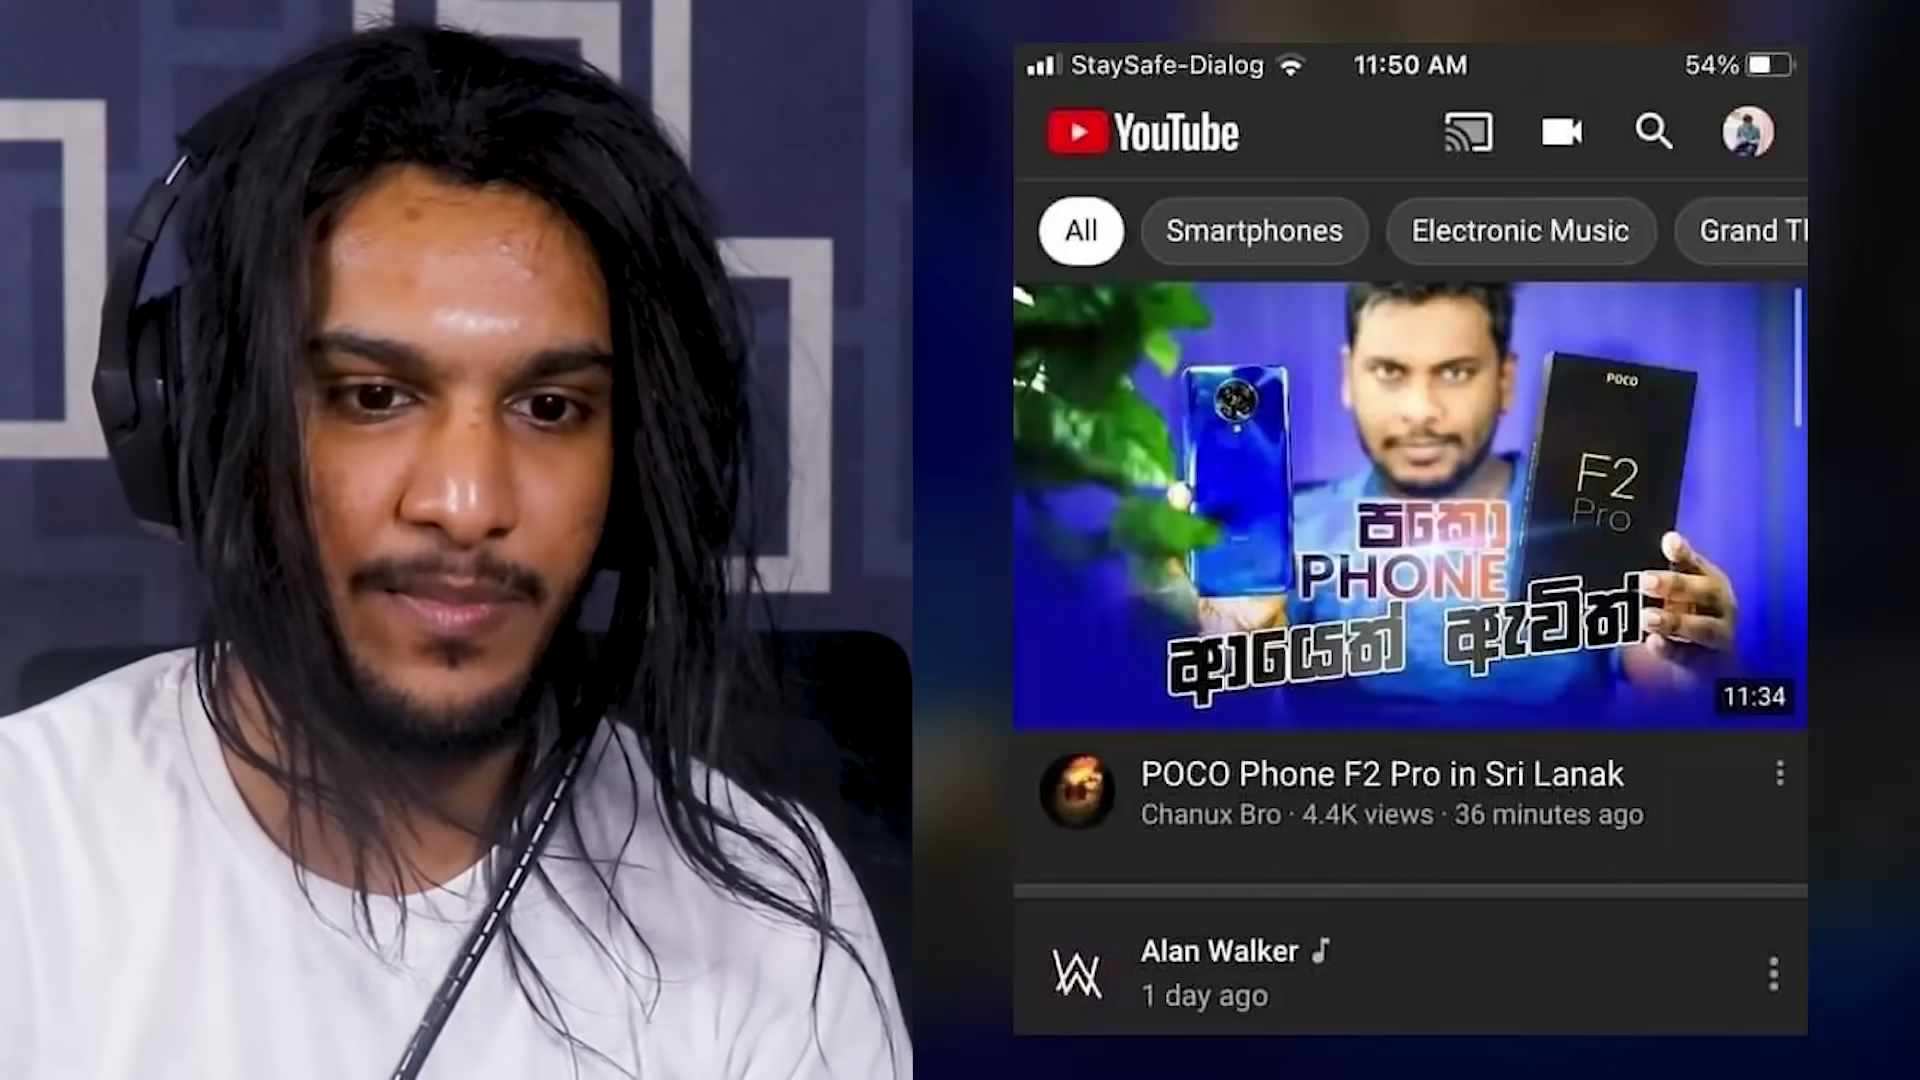 StaySafe-Dialog 11:50 AM 54%
YouTube
All Smartphones Electronic Music Grand Th
POCO
F2
Pro
පකෝ
PHONE
ආයෙත් ඇවිත්
11:34
POCO Phone F2 Pro in Sri Lanak
Chanux Bro · 4.4K views · 36 minutes ago
Alan Walker
1 day ago